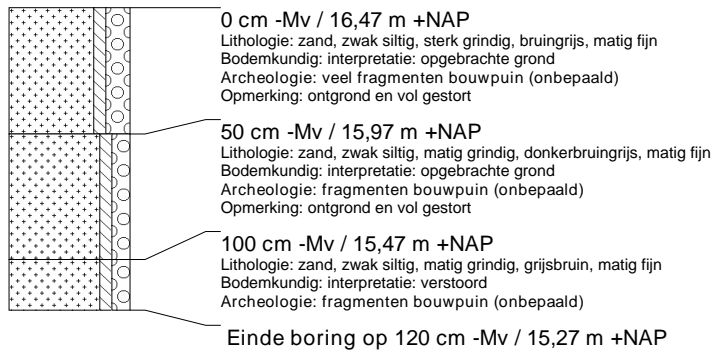 0 cm -Mv / 16,47 m +NAP
Lithologie: zand, zwak siltig, sterk grindig, bruingrijs, matig fijn
Bodemkundig: interpretatie: opgebrachte grond
Archeologie: veel fragmenten bouwpuin (onbepaald)
Opmerking: ontgrond en vol gestort
50 cm -Mv / 15,97 m +NAP
Lithologie: zand, zwak siltig, matig grindig, donkerbruingrijs, matig fijn
Bodemkundig: interpretatie: opgebrachte grond
Archeologie: fragmenten bouwpuin (onbepaald)
Opmerking: ontgrond en vol gestort
100 cm -Mv / 15,47 m +NAP
Lithologie: zand, zwak siltig, matig grindig, grijsbruin, matig fijn
Bodemkundig: interpretatie: verstoord
Archeologie: fragmenten bouwpuin (onbepaald)
Einde boring op 120 cm -Mv / 15,27 m +NAP